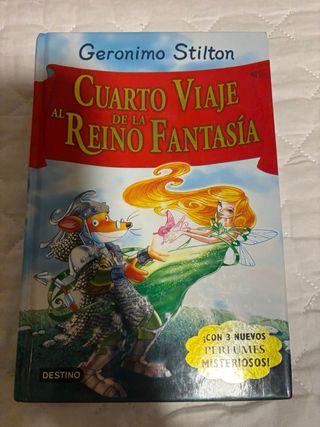 Geronimo Stilton
CUARTO VIAJE
AL REINO DE LA FANTASÍA
¡CON 3 NUEVOS
PERFUMES
MISTERIOSOS!
DESTINO